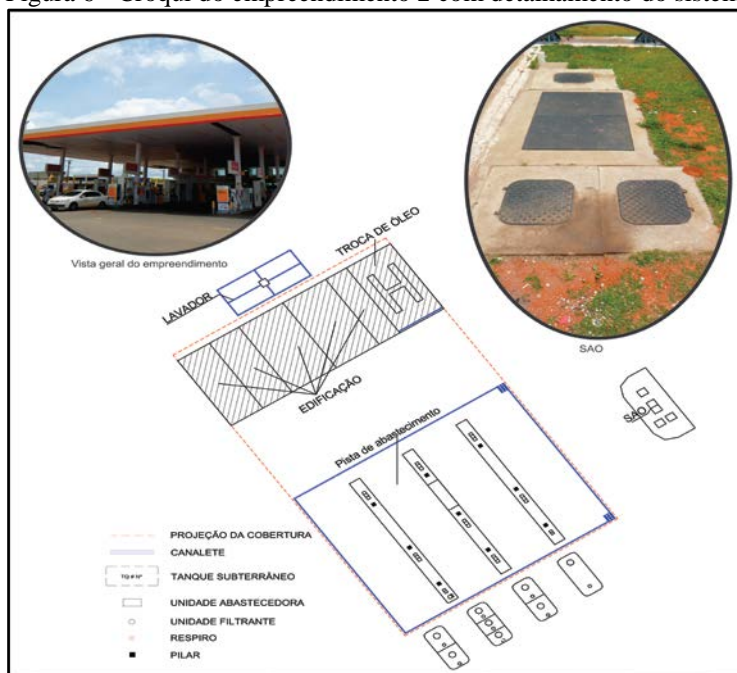 Figura 6 - Croqui do empreendimento 2 com detalhamento do sistem
Vista geral do empreendimento
SAO
TROCA DE ÓLEO
LAVADOR
EDIFICAÇÃO
SAO
Pista de abastecimento
PROJEÇÃO DA COBERTURA
CANALETE
TANQUE SUBTERRÂNEO
UNIDADE ABASTECEDORA
UNIDADE FILTRANTE
RESPIRO
PILAR